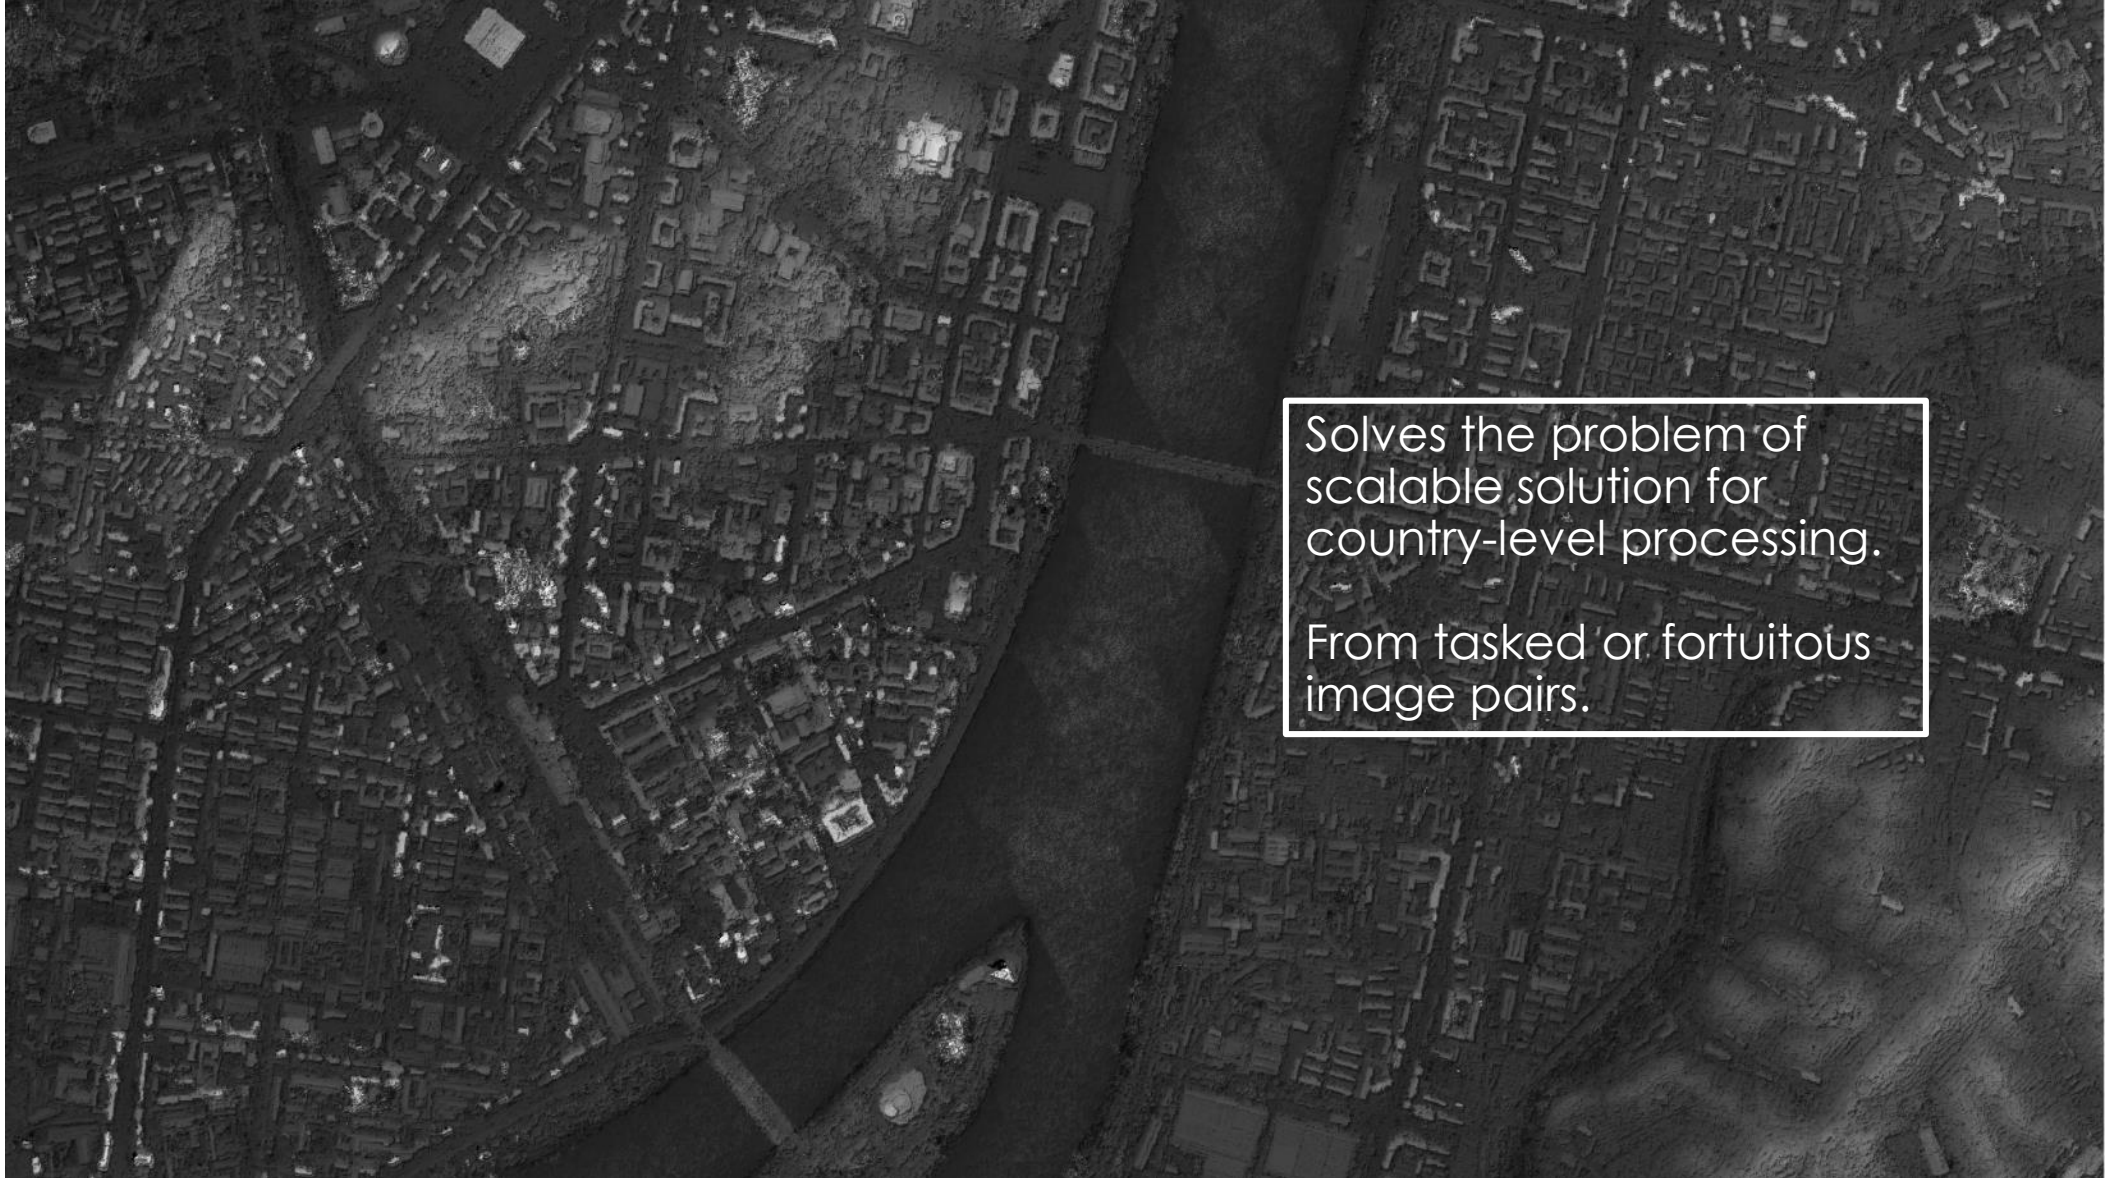 Solves the problem of
scalable solution for
country-level processing.
From tasked or fortuitous
image pairs.